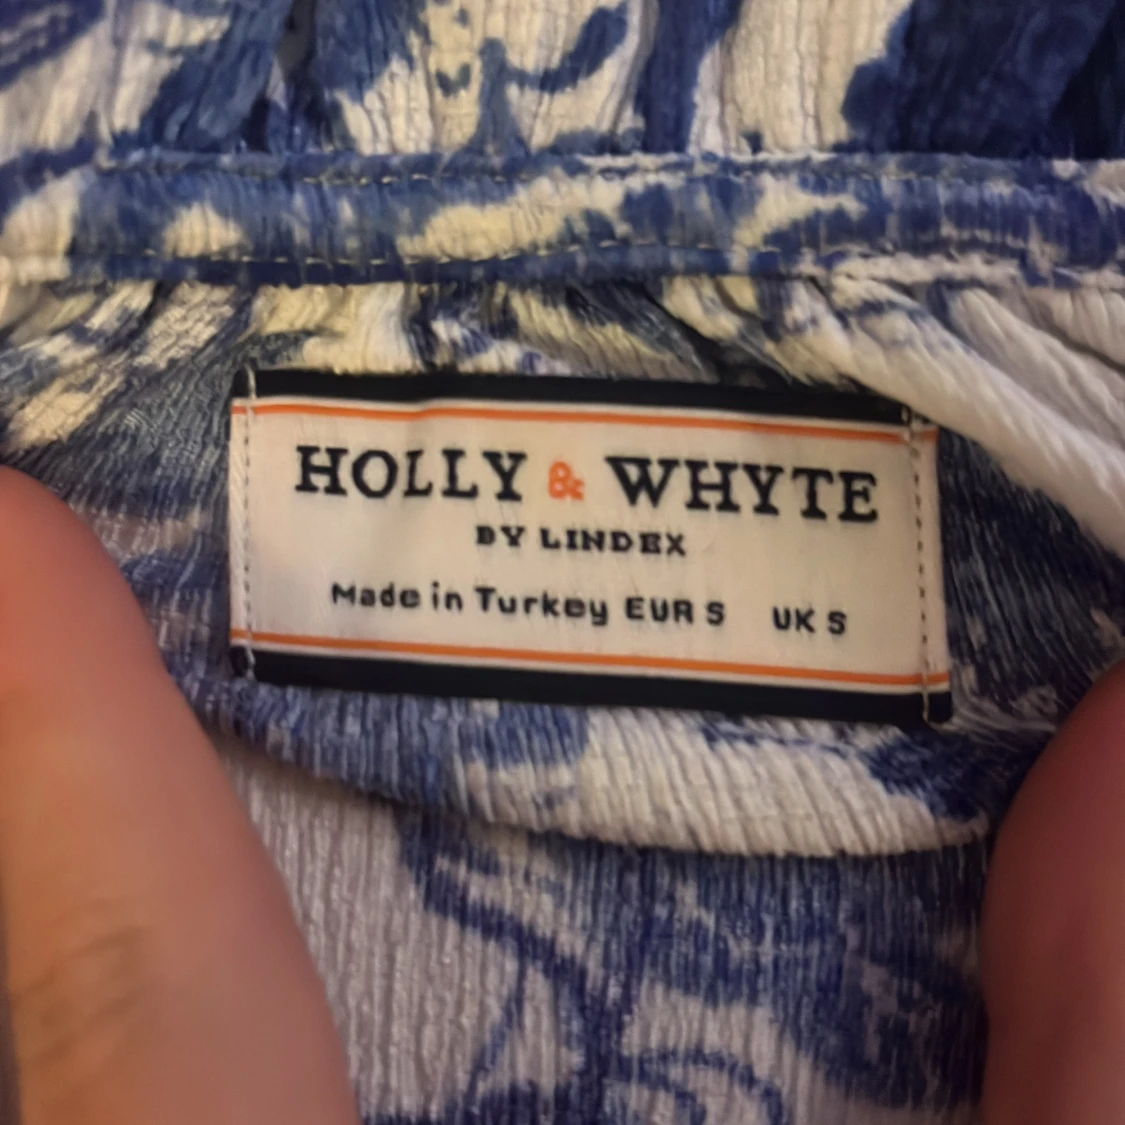 HOLLY & WHYTE
BY LINDEX
Made in Turkey EUR S UK S